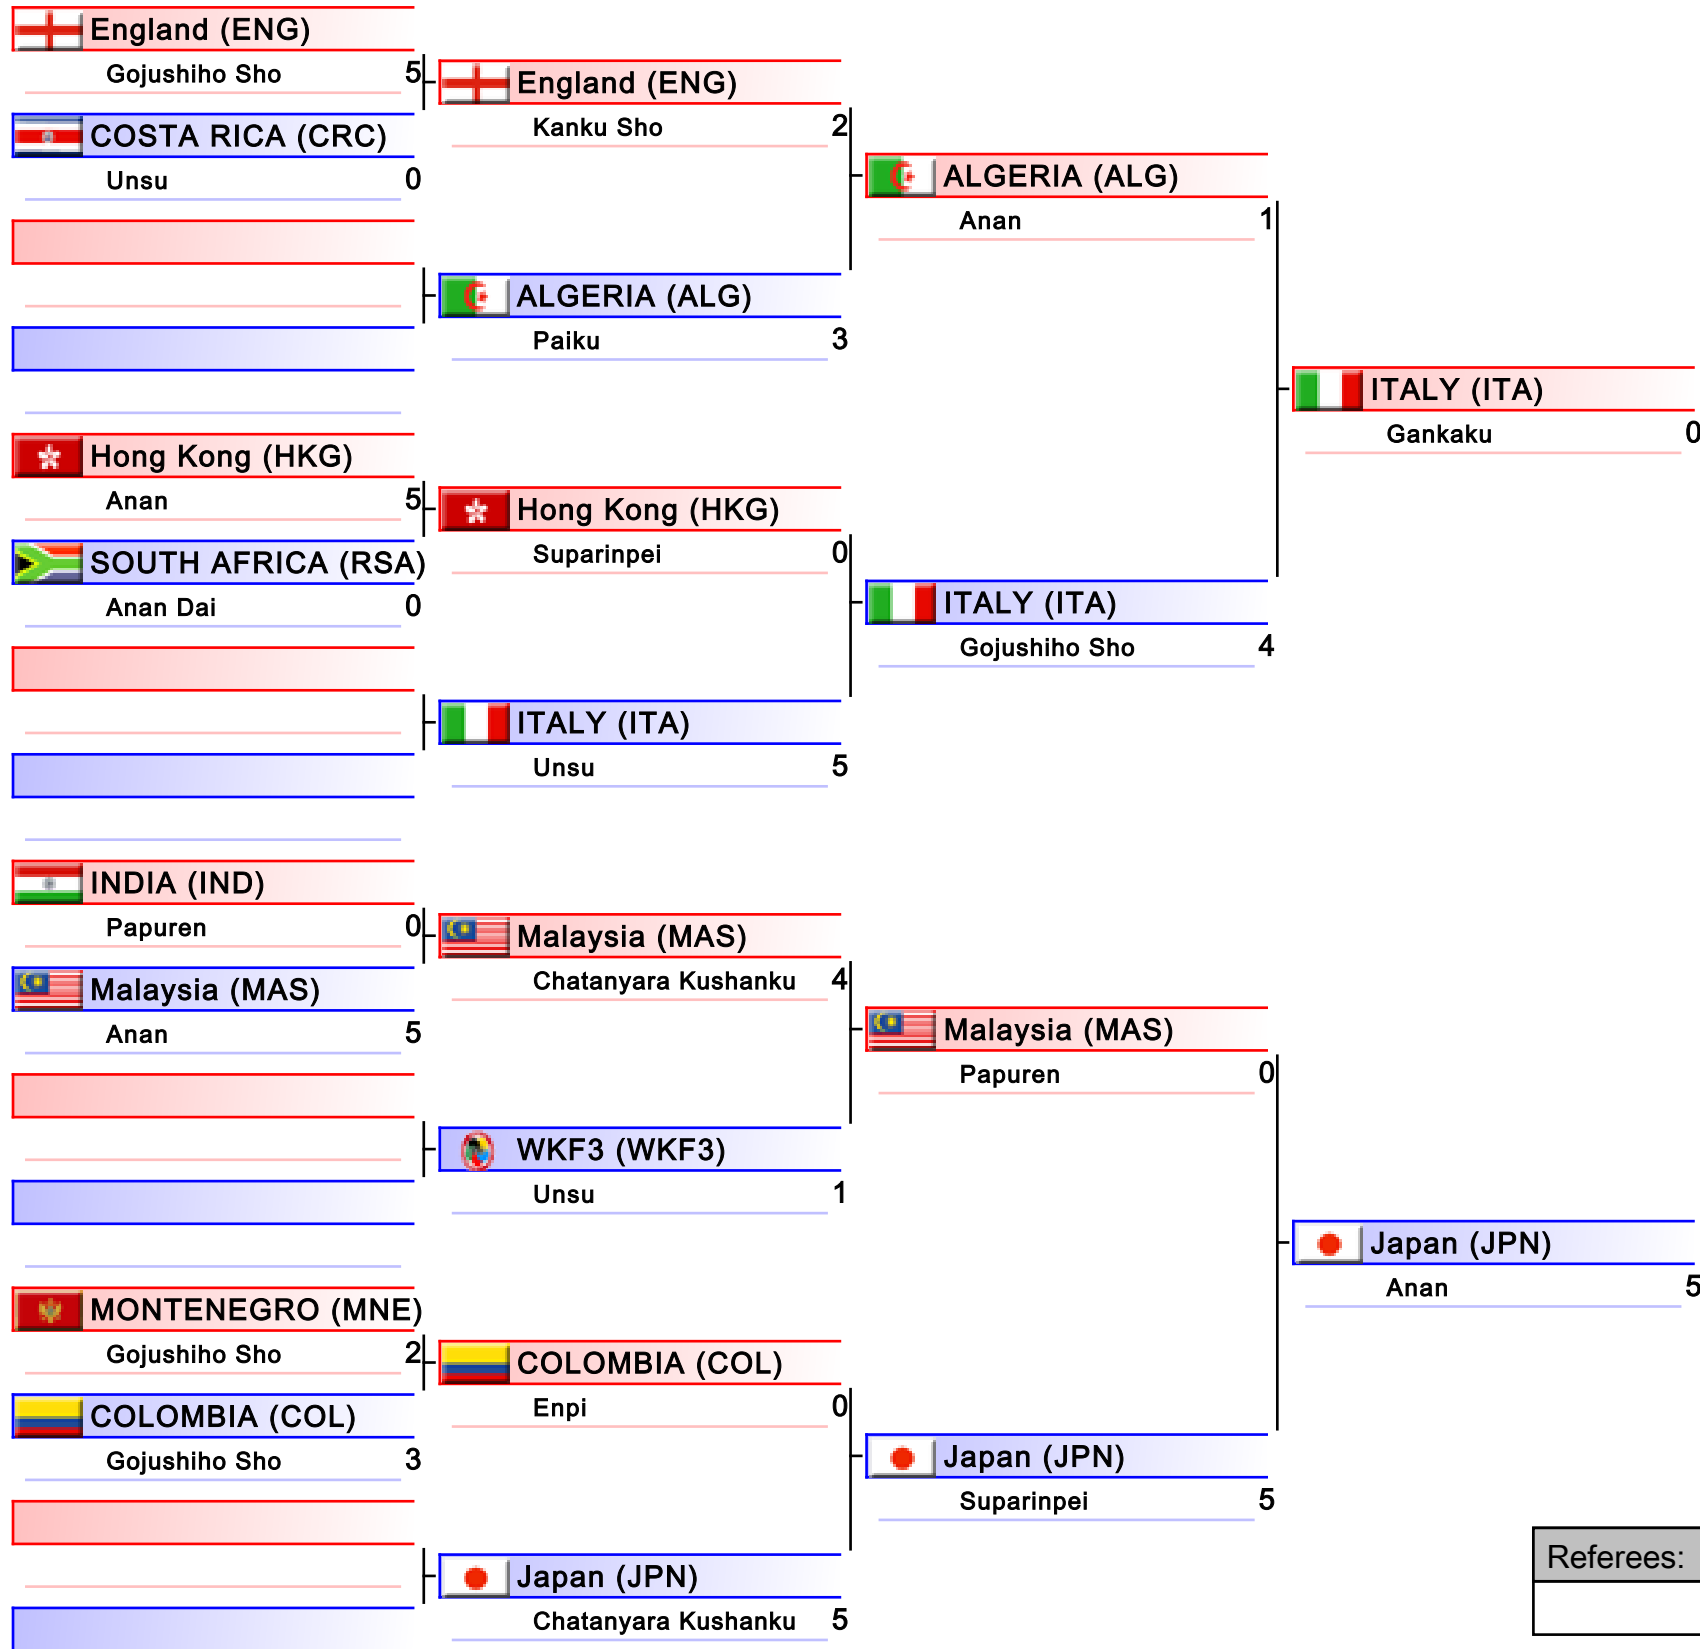 England (ENG)
Gojushiho Sho 5
COSTA RICA (CRC)
Unsu 0
Hong Kong (HKG)
Anan 5
SOUTH AFRICA (RSA)
Anan Dai 0
INDIA (IND)
Papuren 0
Malaysia (MAS)
Anan 5
MONTENEGRO (MNE)
Gojushiho Sho 2
COLOMBIA (COL)
Gojushiho Sho 3
England (ENG)
Kanku Sho 2
ALGERIA (ALG)
Paiku 3
Hong Kong (HKG)
Suparinpei 0
ITALY (ITA)
Unsu 5
Malaysia (MAS)
Chatanyara Kushanku 4
WKF3 (WKF3)
Unsu 1
COLOMBIA (COL)
Enpi 0
Japan (JPN)
Chatanyara Kushanku 5
ALGERIA (ALG)
Anan 1
ITALY (ITA)
Gojushiho Sho 4
Malaysia (MAS)
Papuren 0
Japan (JPN)
Suparinpei 5
ITALY (ITA)
Gankaku 0
Japan (JPN)
Anan 5
Referees: